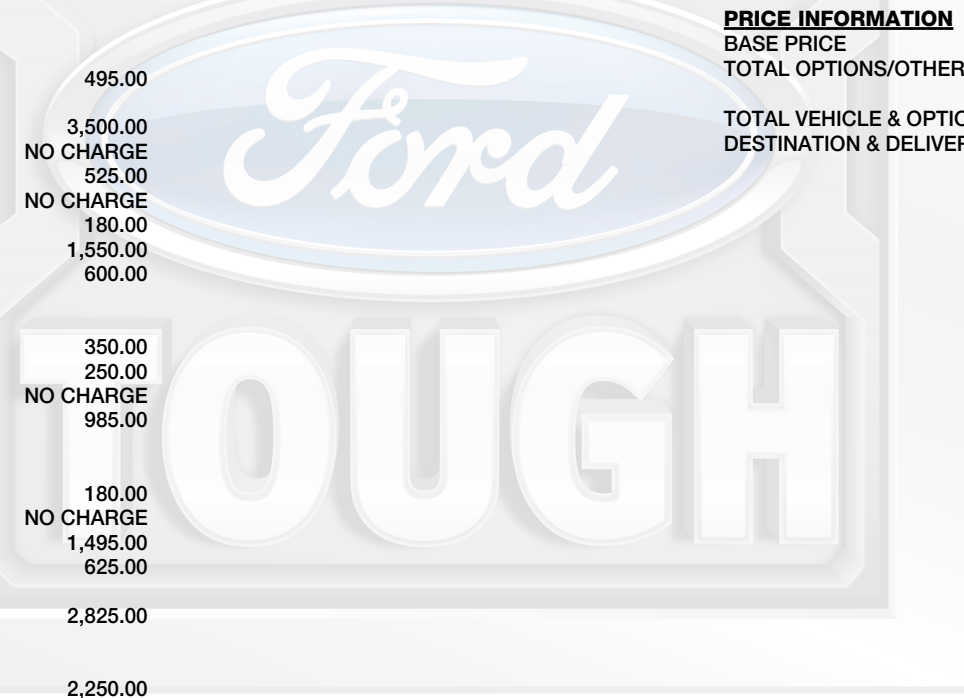 495.00
3,500.00
NO CHARGE
525.00
NO CHARGE
180.00
1,550.00
600.00
350.00
250.00
NO CHARGE
985.00
180.00
NO CHARGE
1,495.00
625.00
2,825.00
2,250.00
PRICE INFORMATION
BASE PRICE
TOTAL OPTIONS/OTHER
TOTAL VEHICLE & OPTIO
DESTINATION & DELIVER
Ford
TOUGH